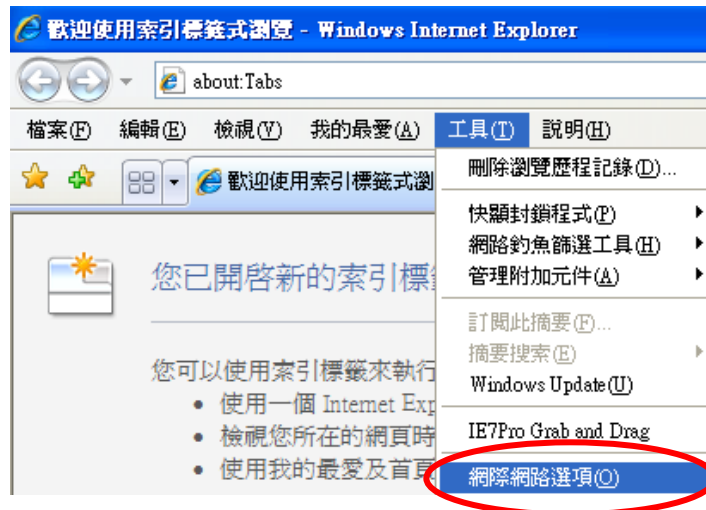 歡迎使用索引標籤式瀏覽 - Windows Internet Explorer
about:Tabs
檔案(F) 編輯(E) 檢視(V) 我的最愛(A) 工具(T) 說明(H)
歡迎使用索引標籤式瀏
刪除瀏覽歷程記錄(D)...
快顯封鎖程式(P)
網路釣魚篩選工具(H)
管理附加元件(A)
訂閱此摘要(F)...
摘要搜索(E)
Windows Update(U)
IE7Pro Grab and Drag
網際網路選項(O)
您已開啓新的索引標
您可以使用索引標籤來執行
• 使用一個 Internet Exp
• 檢視您所在的網頁時
• 使用我的最愛及首頁